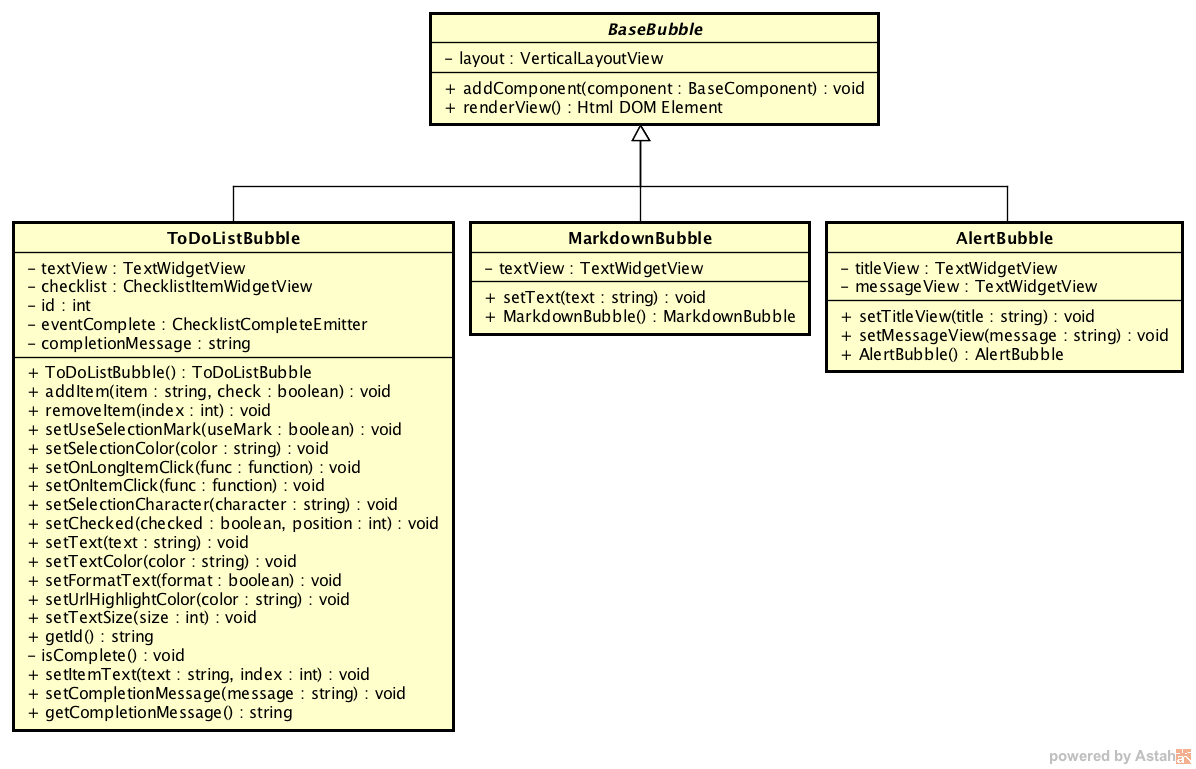 BaseBubble
- layout : VerticalLayoutView
+ addComponent(component : BaseComponent) : void
+ renderView() : Html DOM Element
ToDoListBubble
- textView : TextWidgetView
- checklist : ChecklistItemWidgetView
- id : int
- eventComplete : ChecklistCompleteEmitter
- completionMessage : string
+ ToDoListBubble() : ToDoListBubble
+ addItem(item : string, check : boolean) : void
+ removeItem(index : int) : void
+ setUseSelectionMark(useMark : boolean) : void
+ setSelectionColor(color : string) : void
+ setOnLongItemClick(func : function) : void
+ setOnItemClick(func : function) : void
+ setSelectionCharacter(character : string) : void
+ setChecked(checked : boolean, position : int) : void
+ setText(text : string) : void
+ setTextColor(color : string) : void
+ setFormatText(format : boolean) : void
+ setUrlHighlightColor(color : string) : void
+ setTextSize(size : int) : void
+ getId() : string
- isComplete() : void
+ setItemText(text : string, index : int) : void
+ setCompletionMessage(message : string) : void
+ getCompletionMessage() : string
MarkdownBubble
- textView : TextWidgetView
+ setText(text : string) : void
+ MarkdownBubble() : MarkdownBubble
AlertBubble
- titleView : TextWidgetView
- messageView : TextWidgetView
+ setTitleView(title : string) : void
+ setMessageView(message : string) : void
+ AlertBubble() : AlertBubble
powered by Astah